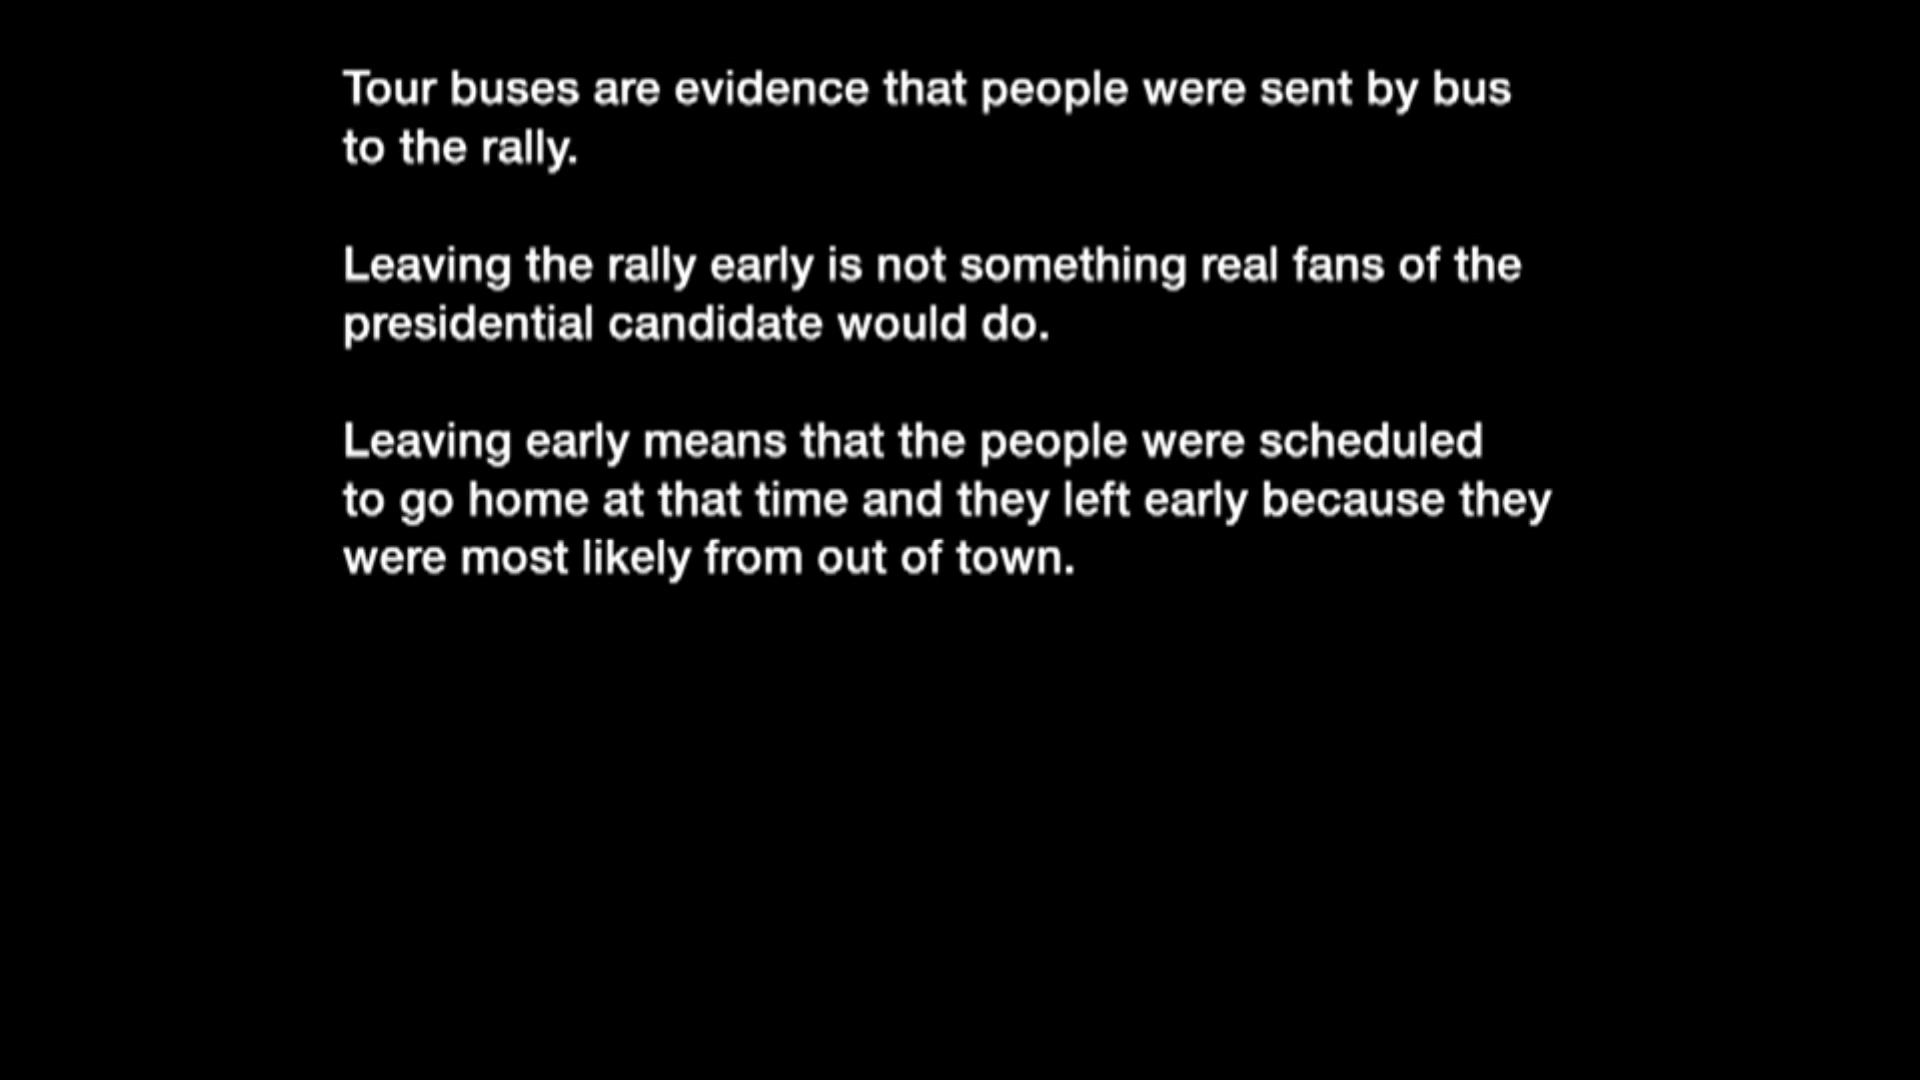 Tour buses are evidence that people were sent by bus
to the rally.
Leaving the rally early is not something real fans of the
presidential candidate would do.
Leaving early means that the people were scheduled
to go home at that time and they left early because they
were most likely from out of town.